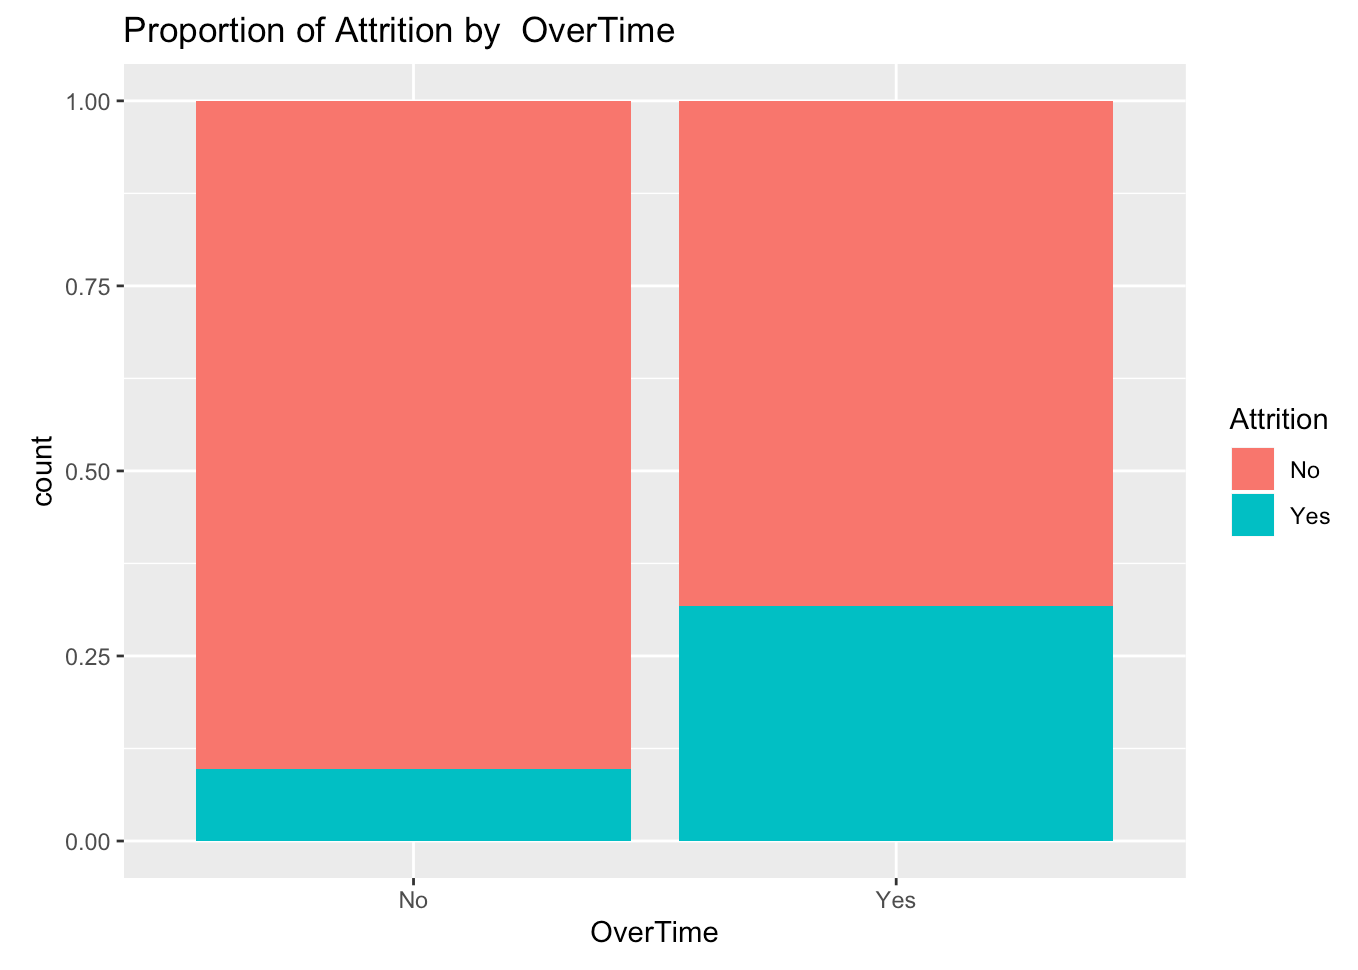 Proportion of Attrition by  OverTime
1.00
0.75
0.50
0.25
0.00
count
No
Yes
OverTime
Attrition
No
Yes